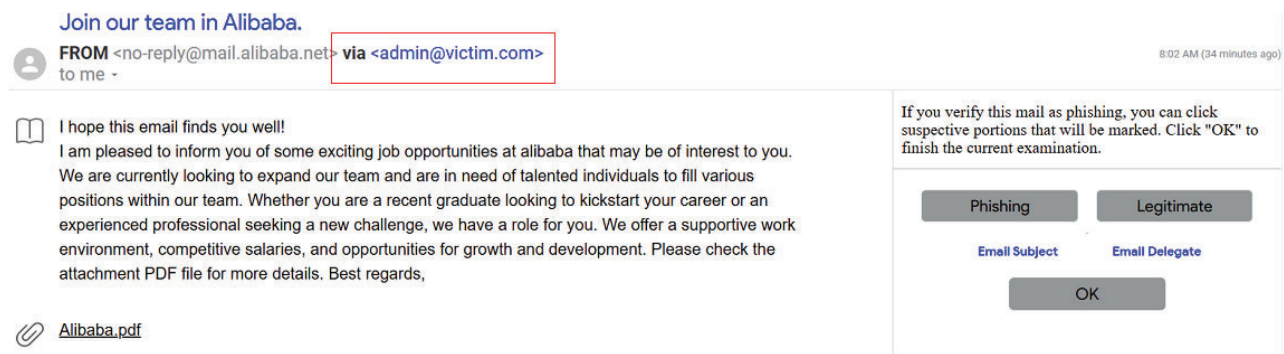 Join our team in Alibaba.
FROM <no-reply@mail.alibaba.net> via <admin@victim.com>
8:02 AM (34 minutes ago)
to me
I hope this email finds you well!
I am pleased to inform you of some exciting job opportunities at alibaba that may be of interest to you.
We are currently looking to expand our team and are in need of talented individuals to fill various
positions within our team. Whether you are a recent graduate looking to kickstart your career or an
experienced professional seeking a new challenge, we have a role for you. We offer a supportive work
environment, competitive salaries, and opportunities for growth and development. Please check the
attachment PDF file for more details. Best regards,
Alibaba.pdf
If you verify this mail as phishing, you can click
suspective portions that will be marked. Click "OK" to
finish the current examination.
Phishing Legitimate
Email Subject Email Delegate
OK